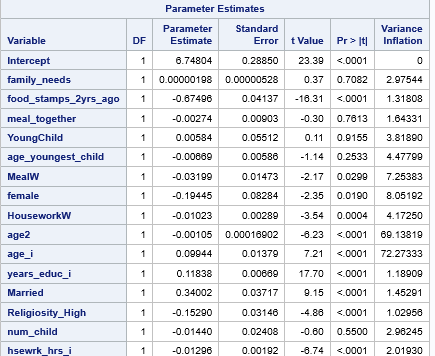 Parameter Estimates
Variable DF Parameter Estimate Standard Error t Value Pr > |t| Variance Inflation
Intercept 1 6.74804 0.28850 23.39 <.0001 0
family_needs 1 0.00000198 0.00000528 0.37 0.7082 2.97544
food_stamps_2yrs_ago 1 -0.67496 0.04137 -16.31 <.0001 1.31808
meal_together 1 -0.00274 0.00903 -0.30 0.7613 1.64331
YoungChild 1 0.00584 0.05512 0.11 0.9155 3.81890
age_youngest_child 1 -0.00669 0.00586 -1.14 0.2533 4.47799
MealW 1 -0.03199 0.01473 -2.17 0.0299 7.25383
female 1 -0.19445 0.08284 -2.35 0.0190 8.05192
HouseworkW 1 -0.01023 0.00289 -3.54 0.0004 4.17250
age2 1 -0.00105 0.00016902 -6.23 <.0001 69.13819
age_i 1 0.09944 0.01379 7.21 <.0001 72.27333
years_educ_i 1 0.11838 0.00669 17.70 <.0001 1.18909
Married 1 0.34002 0.03717 9.15 <.0001 1.45291
Religiosity_High 1 -0.15290 0.03146 -4.86 <.0001 1.02956
num_child 1 -0.01440 0.02408 -0.60 0.5500 2.96245
hsewrk_hrs_i 1 -0.01296 0.00192 -6.74 <.0001 2.01930